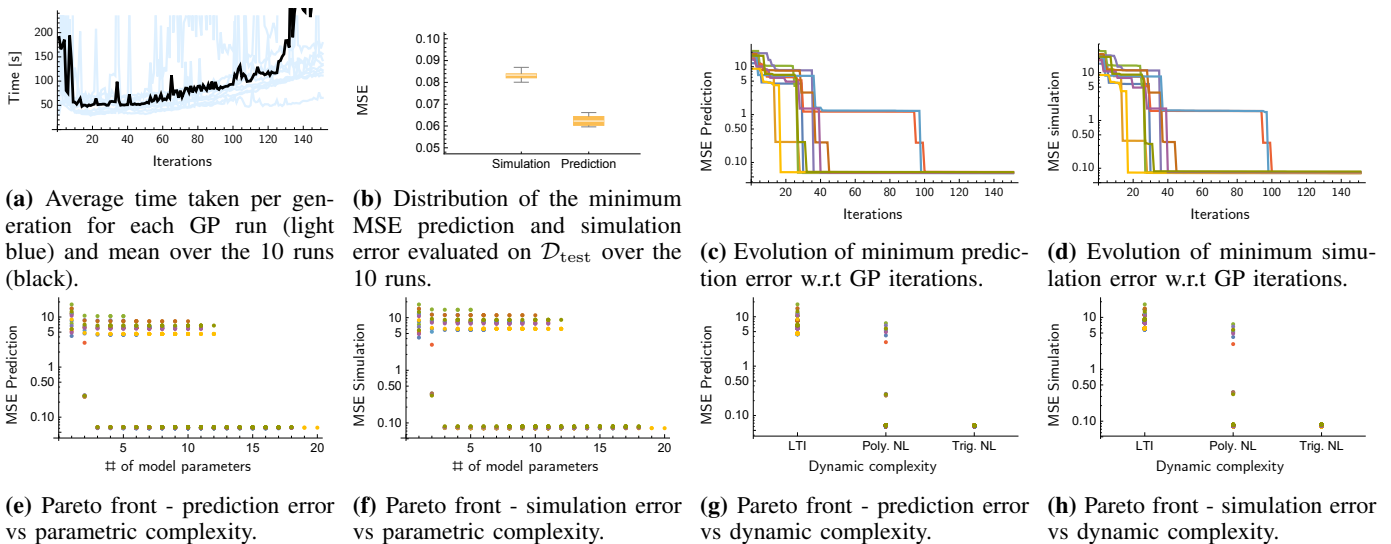 Time [s]
200
150
100
50
20 40 60 80 100 120 140
Iterations
(a) Average time taken per gen-
eration for each GP run (light
blue) and mean over the 10 runs
(black).
MSE
0.10
0.09
0.08
0.07
0.06
0.05
Simulation Prediction
(b) Distribution of the minimum
MSE prediction and simulation
error evaluated on 𝒟test over the
10 runs.
MSE Prediction
10
5
1
0.50
0.10
20 40 60 80 100 120 140
Iterations
(c) Evolution of minimum predic-
tion error w.r.t GP iterations.
MSE simulation
10
5
1
0.50
0.10
20 40 60 80 100 120 140
Iterations
(d) Evolution of minimum simu-
lation error w.r.t GP iterations.
MSE Prediction
10
5
1
0.50
0.10
5 10 15 20
# of model parameters
(e) Pareto front - prediction error
vs parametric complexity.
MSE Simulation
10
5
1
0.50
0.10
5 10 15 20
# of model parameters
(f) Pareto front - simulation error
vs parametric complexity.
MSE Prediction
10
5
1
0.50
0.10
LTI Poly. NL Trig. NL
Dynamic complexity
(g) Pareto front - prediction error
vs dynamic complexity.
MSE Simulation
10
5
1
0.50
0.10
LTI Poly. NL Trig. NL
Dynamic complexity
(h) Pareto front - simulation error
vs dynamic complexity.